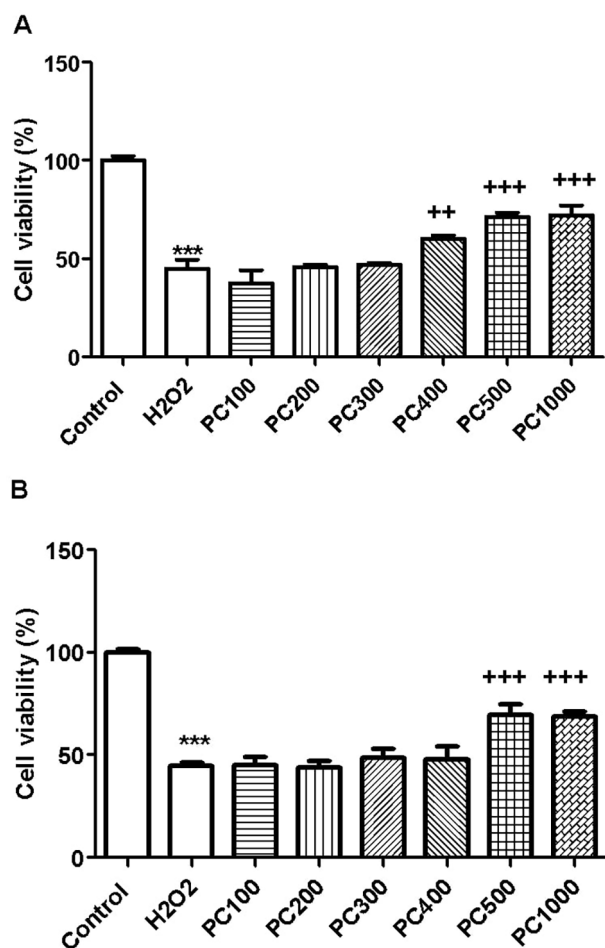 A
Cell viability (%)
150
100
50
0
***
++
+++
+++
Control
H2O2
PC100
PC200
PC300
PC400
PC500
PC1000
B
Cell viability (%)
150
100
50
0
***
+++
+++
Control
H2O2
PC100
PC200
PC300
PC400
PC500
PC1000